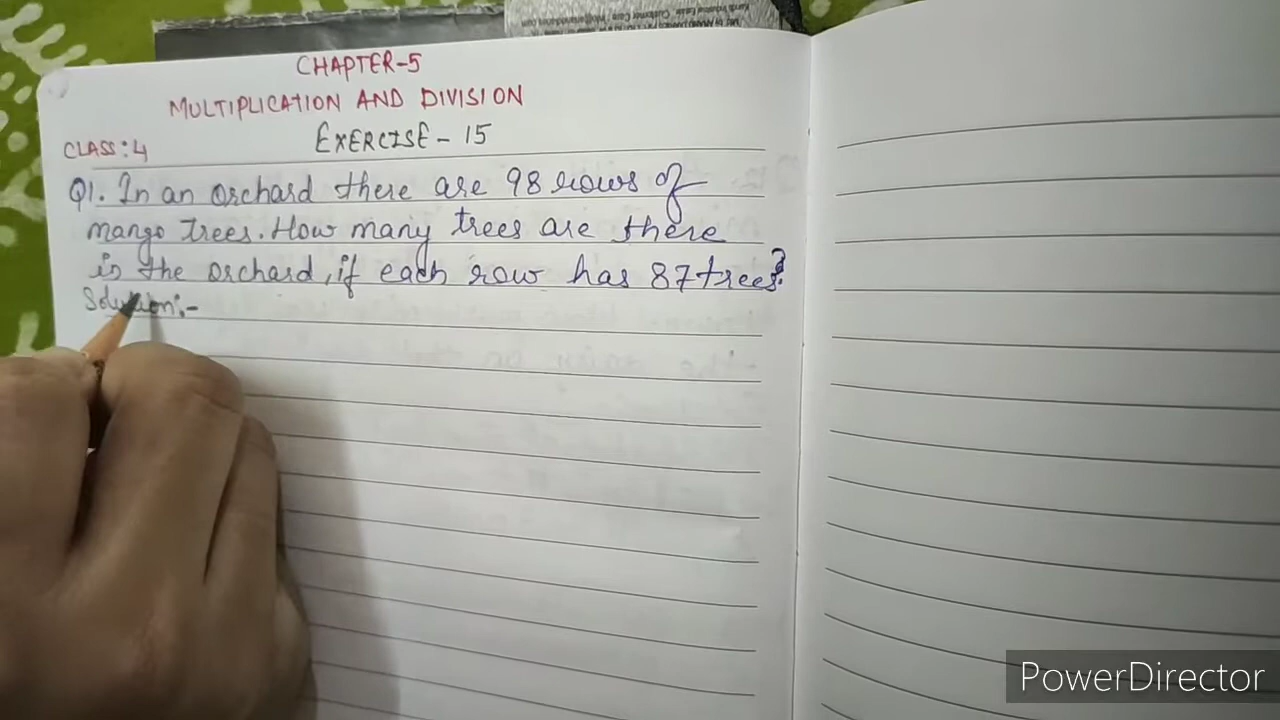 CHAPTER-5
MULTIPLICATION AND DIVISION
EXERCISE - 15
CLASS: 4
Q1. In an orchard there are 98 rows of
mango trees. How many trees are there
in the orchard, if each row has 87 trees?
Solution:-
PowerDirector